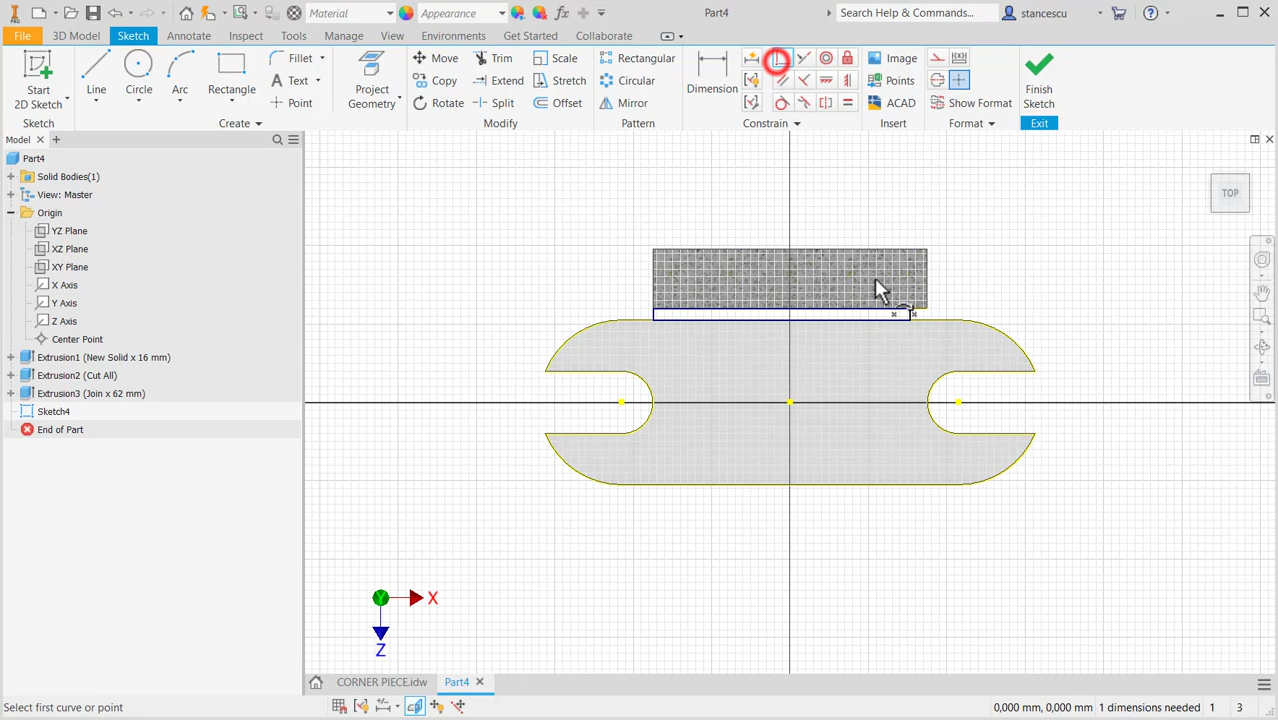 Material
Appearance
Part4
Search Help & Commands...
stancescu
File
3D Model
Sketch
Annotate
Inspect
Tools
Manage
View
Environments
Get Started
Collaborate
Start
2D Sketch
Line
Circle
Arc
Rectangle
Fillet
Text
Point
Project
Geometry
Move
Copy
Rotate
Trim
Extend
Split
Scale
Stretch
Offset
Rectangular
Circular
Mirror
Dimension
Image
Points
ACAD
Show Format
Finish
Sketch
Sketch
Create
Modify
Pattern
Constrain
Insert
Format
Exit
Model
Part4
Solid Bodies(1)
View: Master
Origin
YZ Plane
XZ Plane
XY Plane
X Axis
Y Axis
Z Axis
Center Point
Extrusion1 (New Solid x 16 mm)
Extrusion2 (Cut All)
Extrusion3 (Join x 62 mm)
Sketch4
End of Part
TOP
X
Y
Z
CORNER PIECE.idw
Part4
Select first curve or point
0,000 mm, 0,000 mm
1 dimensions needed
1
3